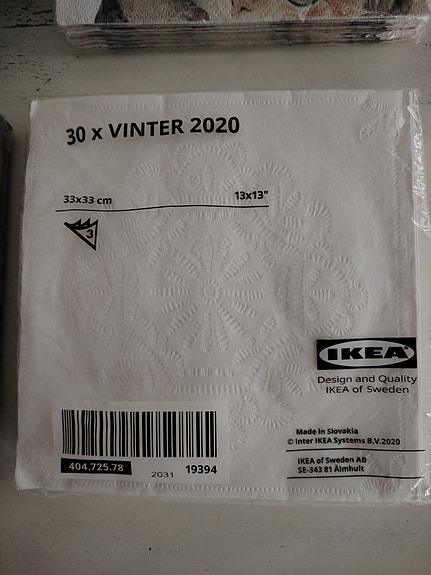 30 x VINTER 2020
33x33 cm 13x13"
3
IKEA
Design and Quality
IKEA of Sweden
Made in Slovakia
© Inter IKEA Systems B.V.2020
IKEA of Sweden AB
SE-343 81 Älmhult
404.725.78 2031 19394